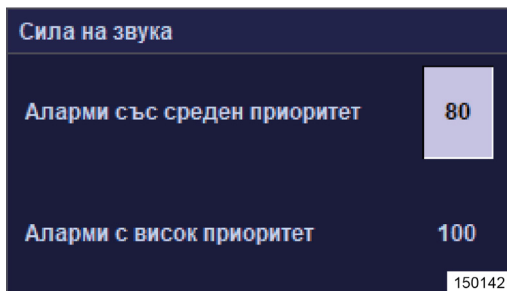 Сила на звука
Аларми със среден приоритет 80
Аларми с висок приоритет 100
150142